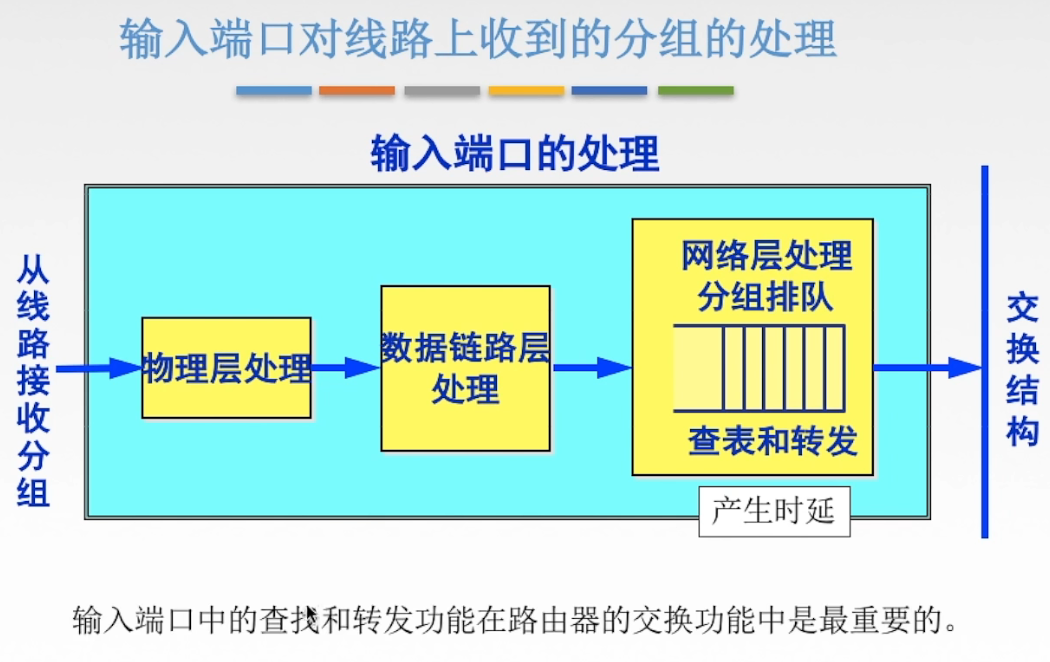 输入端口对线路上收到的分组的处理
输入端口的处理
从线路接收分组
物理层处理
数据链路层
处理
网络层处理
分组排队
查表和转发
产生时延
交换结构
输入端口中的查找和转发功能在路由器的交换功能中是最重要的。